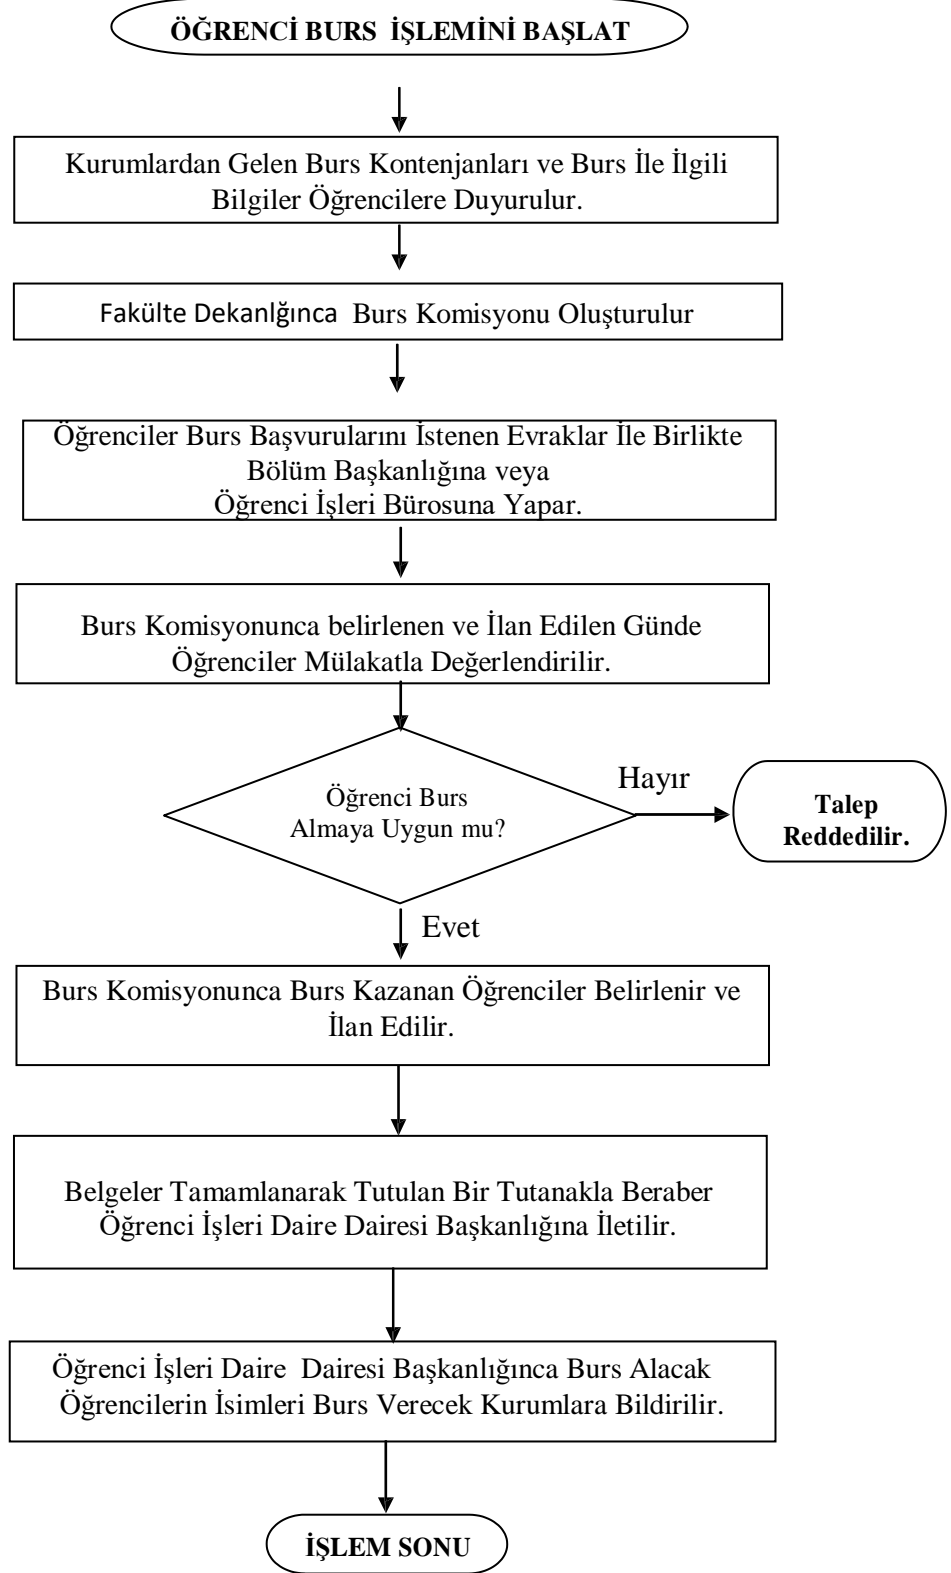 ÖĞRENCİ BURS İŞLEMİNİ BAŞLAT
Kurumlardan Gelen Burs Kontenjanları ve Burs İle İlgili
Bilgiler Öğrencilere Duyurulur.
Fakülte Dekanlğınca Burs Komisyonu Oluşturulur
Öğrenciler Burs Başvurularını İstenen Evraklar İle Birlikte
Bölüm Başkanlığına veya
Öğrenci İşleri Bürosuna Yapar.
Burs Komisyonunca belirlenen ve İlan Edilen Günde
Öğrenciler Mülakatla Değerlendirilir.
Öğrenci Burs
Almaya Uygun mu?
Hayır
Talep
Reddedilir.
Evet
Burs Komisyonunca Burs Kazanan Öğrenciler Belirlenir ve
İlan Edilir.
Belgeler Tamamlanarak Tutulan Bir Tutanakla Beraber
Öğrenci İşleri Daire Dairesi Başkanlığına İletilir.
Öğrenci İşleri Daire Dairesi Başkanlığınca Burs Alacak
Öğrencilerin İsimleri Burs Verecek Kurumlara Bildirilir.
İŞLEM SONU